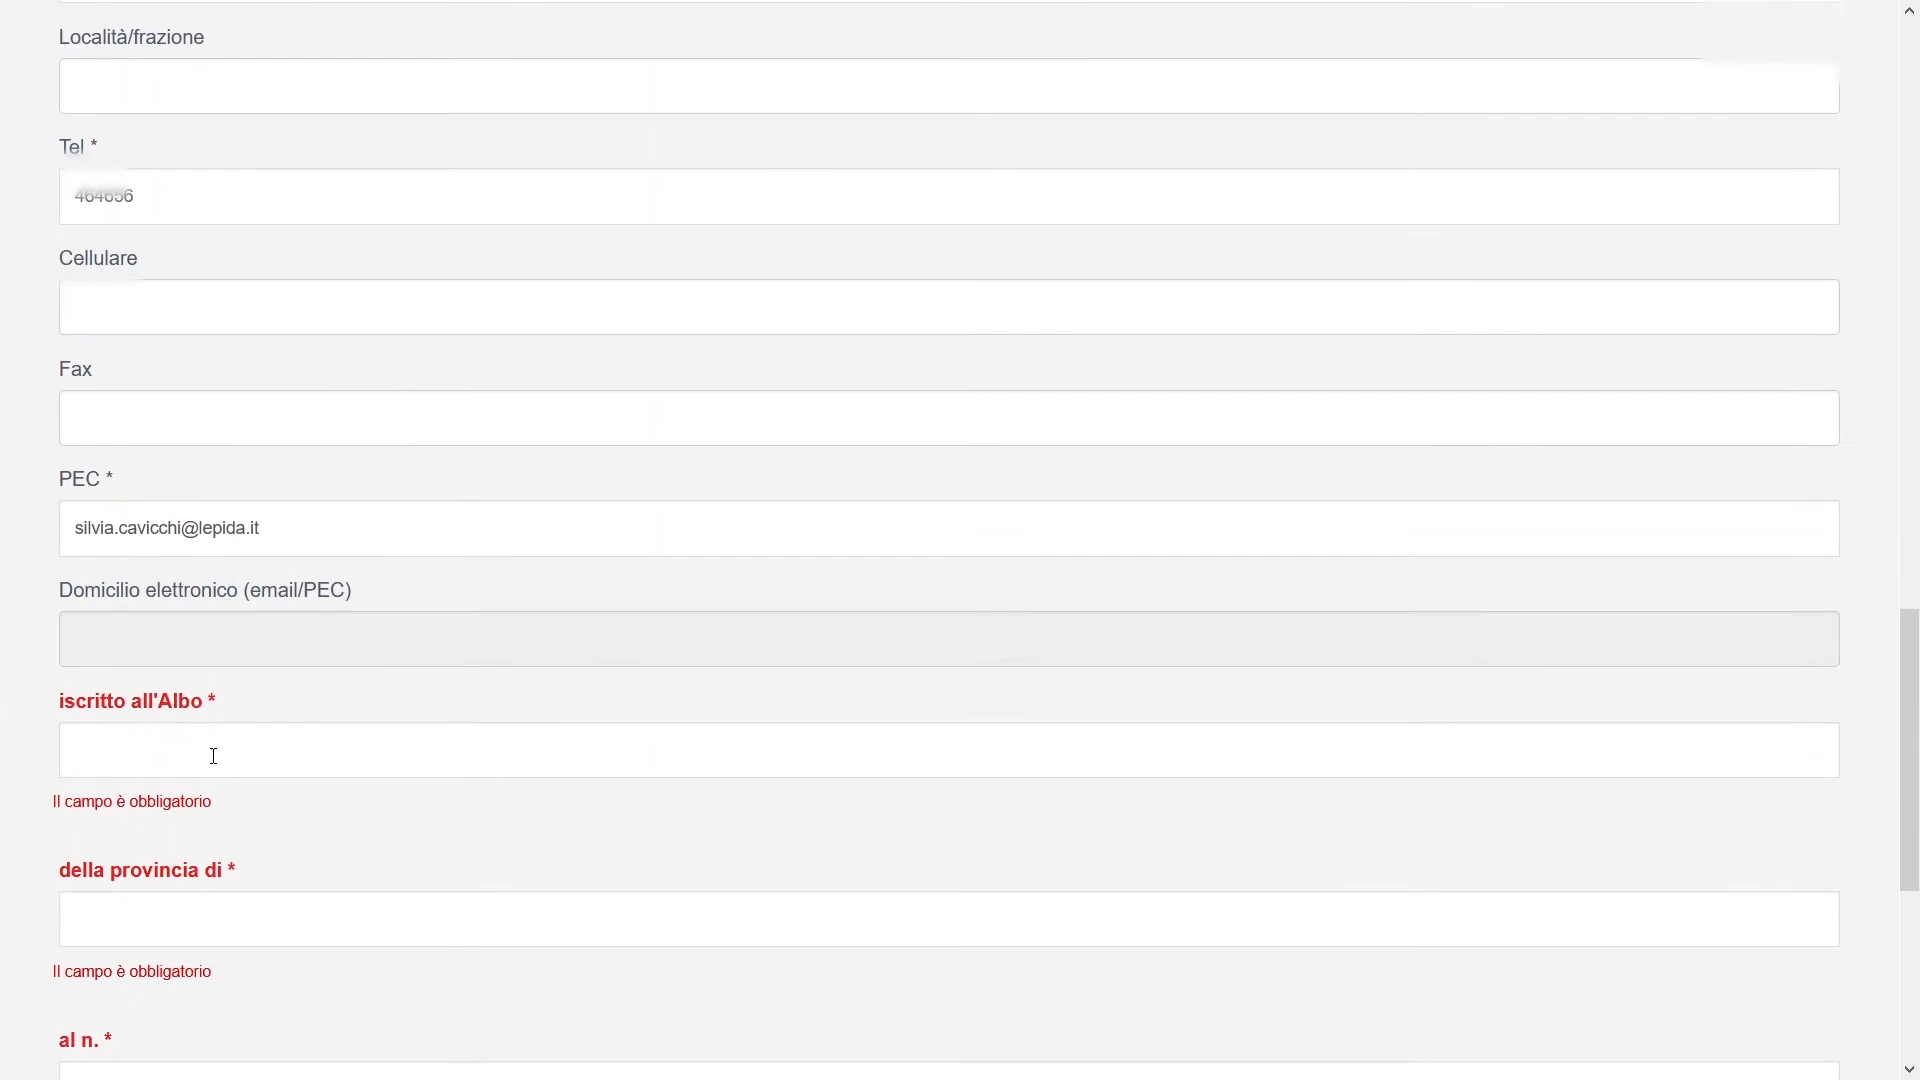 Località/frazione
Tel *
464656
Cellulare
Fax
PEC *
silvia.cavicchi@lepida.it
Domicilio elettronico (email/PEC)
iscritto all'Albo *
Il campo è obbligatorio
della provincia di *
Il campo è obbligatorio
al n. *